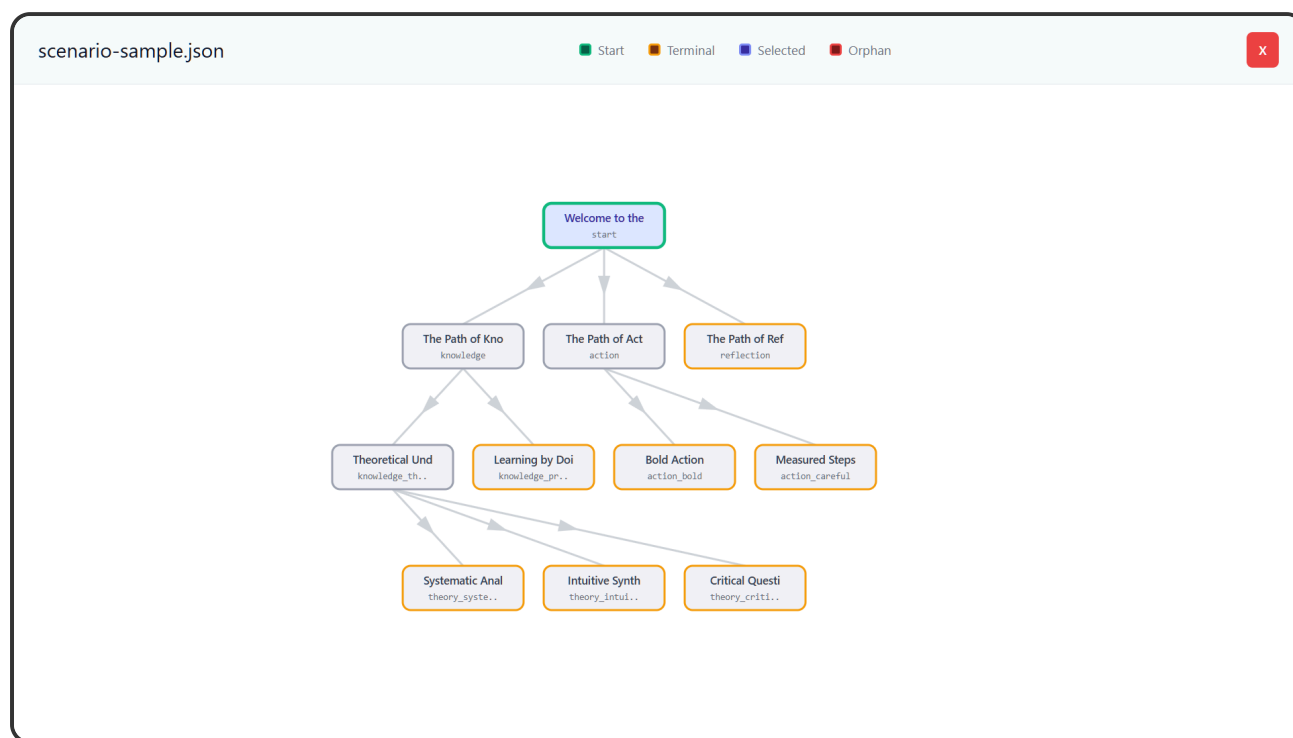 scenario-sample.json
Start
Terminal
Selected
Orphan
X
Welcome to the
start
The Path of Kno
knowledge
The Path of Act
action
The Path of Ref
reflection
Theoretical Und
knowledge_th..
Learning by Doi
knowledge_pr..
Bold Action
action_bold
Measured Steps
action_careful
Systematic Anal
theory_syste..
Intuitive Synth
theory_intui..
Critical Questi
theory_criti..